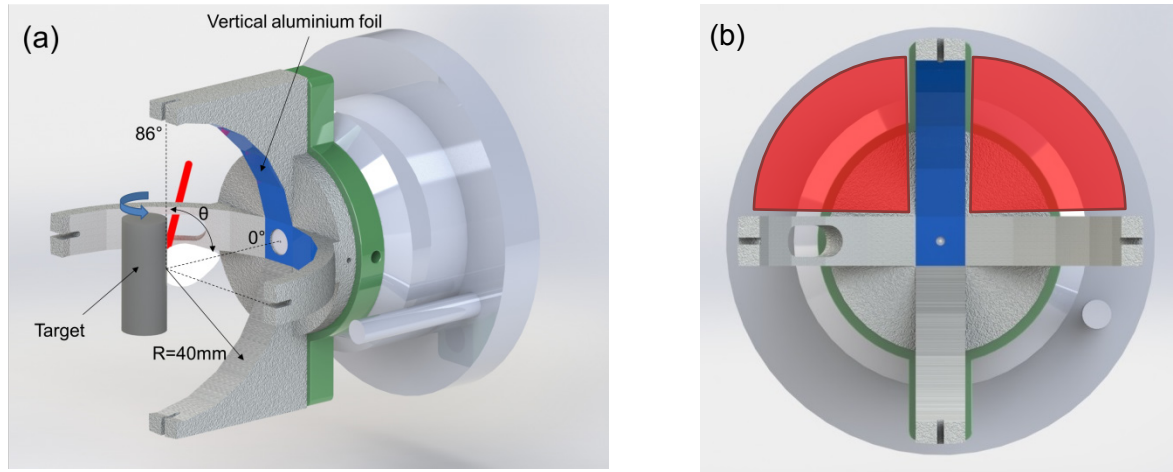 (a)
Vertical aluminium foil
86°
θ
0°
Target
R=40mm
(b)